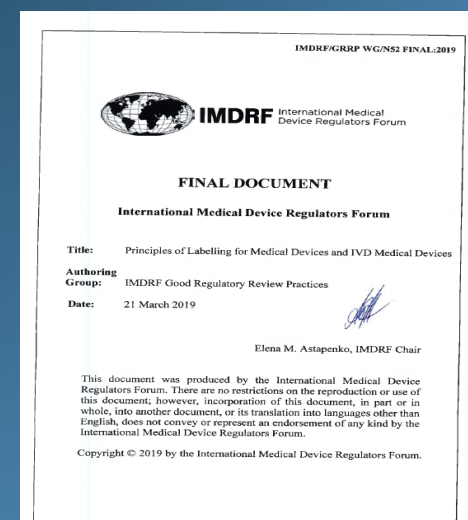 IMDRF/GRRP WG/N52 FINAL:2019
IMDRF International Medical
Device Regulators Forum
FINAL DOCUMENT
International Medical Device Regulators Forum
Title: Principles of Labelling for Medical Devices and IVD Medical Devices
Authoring
Group: IMDRF Good Regulatory Review Practices
Date: 21 March 2019
Elena M. Astapenko, IMDRF Chair
This document was produced by the International Medical Device
Regulators Forum. There are no restrictions on the reproduction or use of
this document; however, incorporation of this document, in part or in
whole, into another document, or its translation into languages other than
English, does not convey or represent an endorsement of any kind by the
International Medical Device Regulators Forum.
Copyright © 2019 by the International Medical Device Regulators Forum.